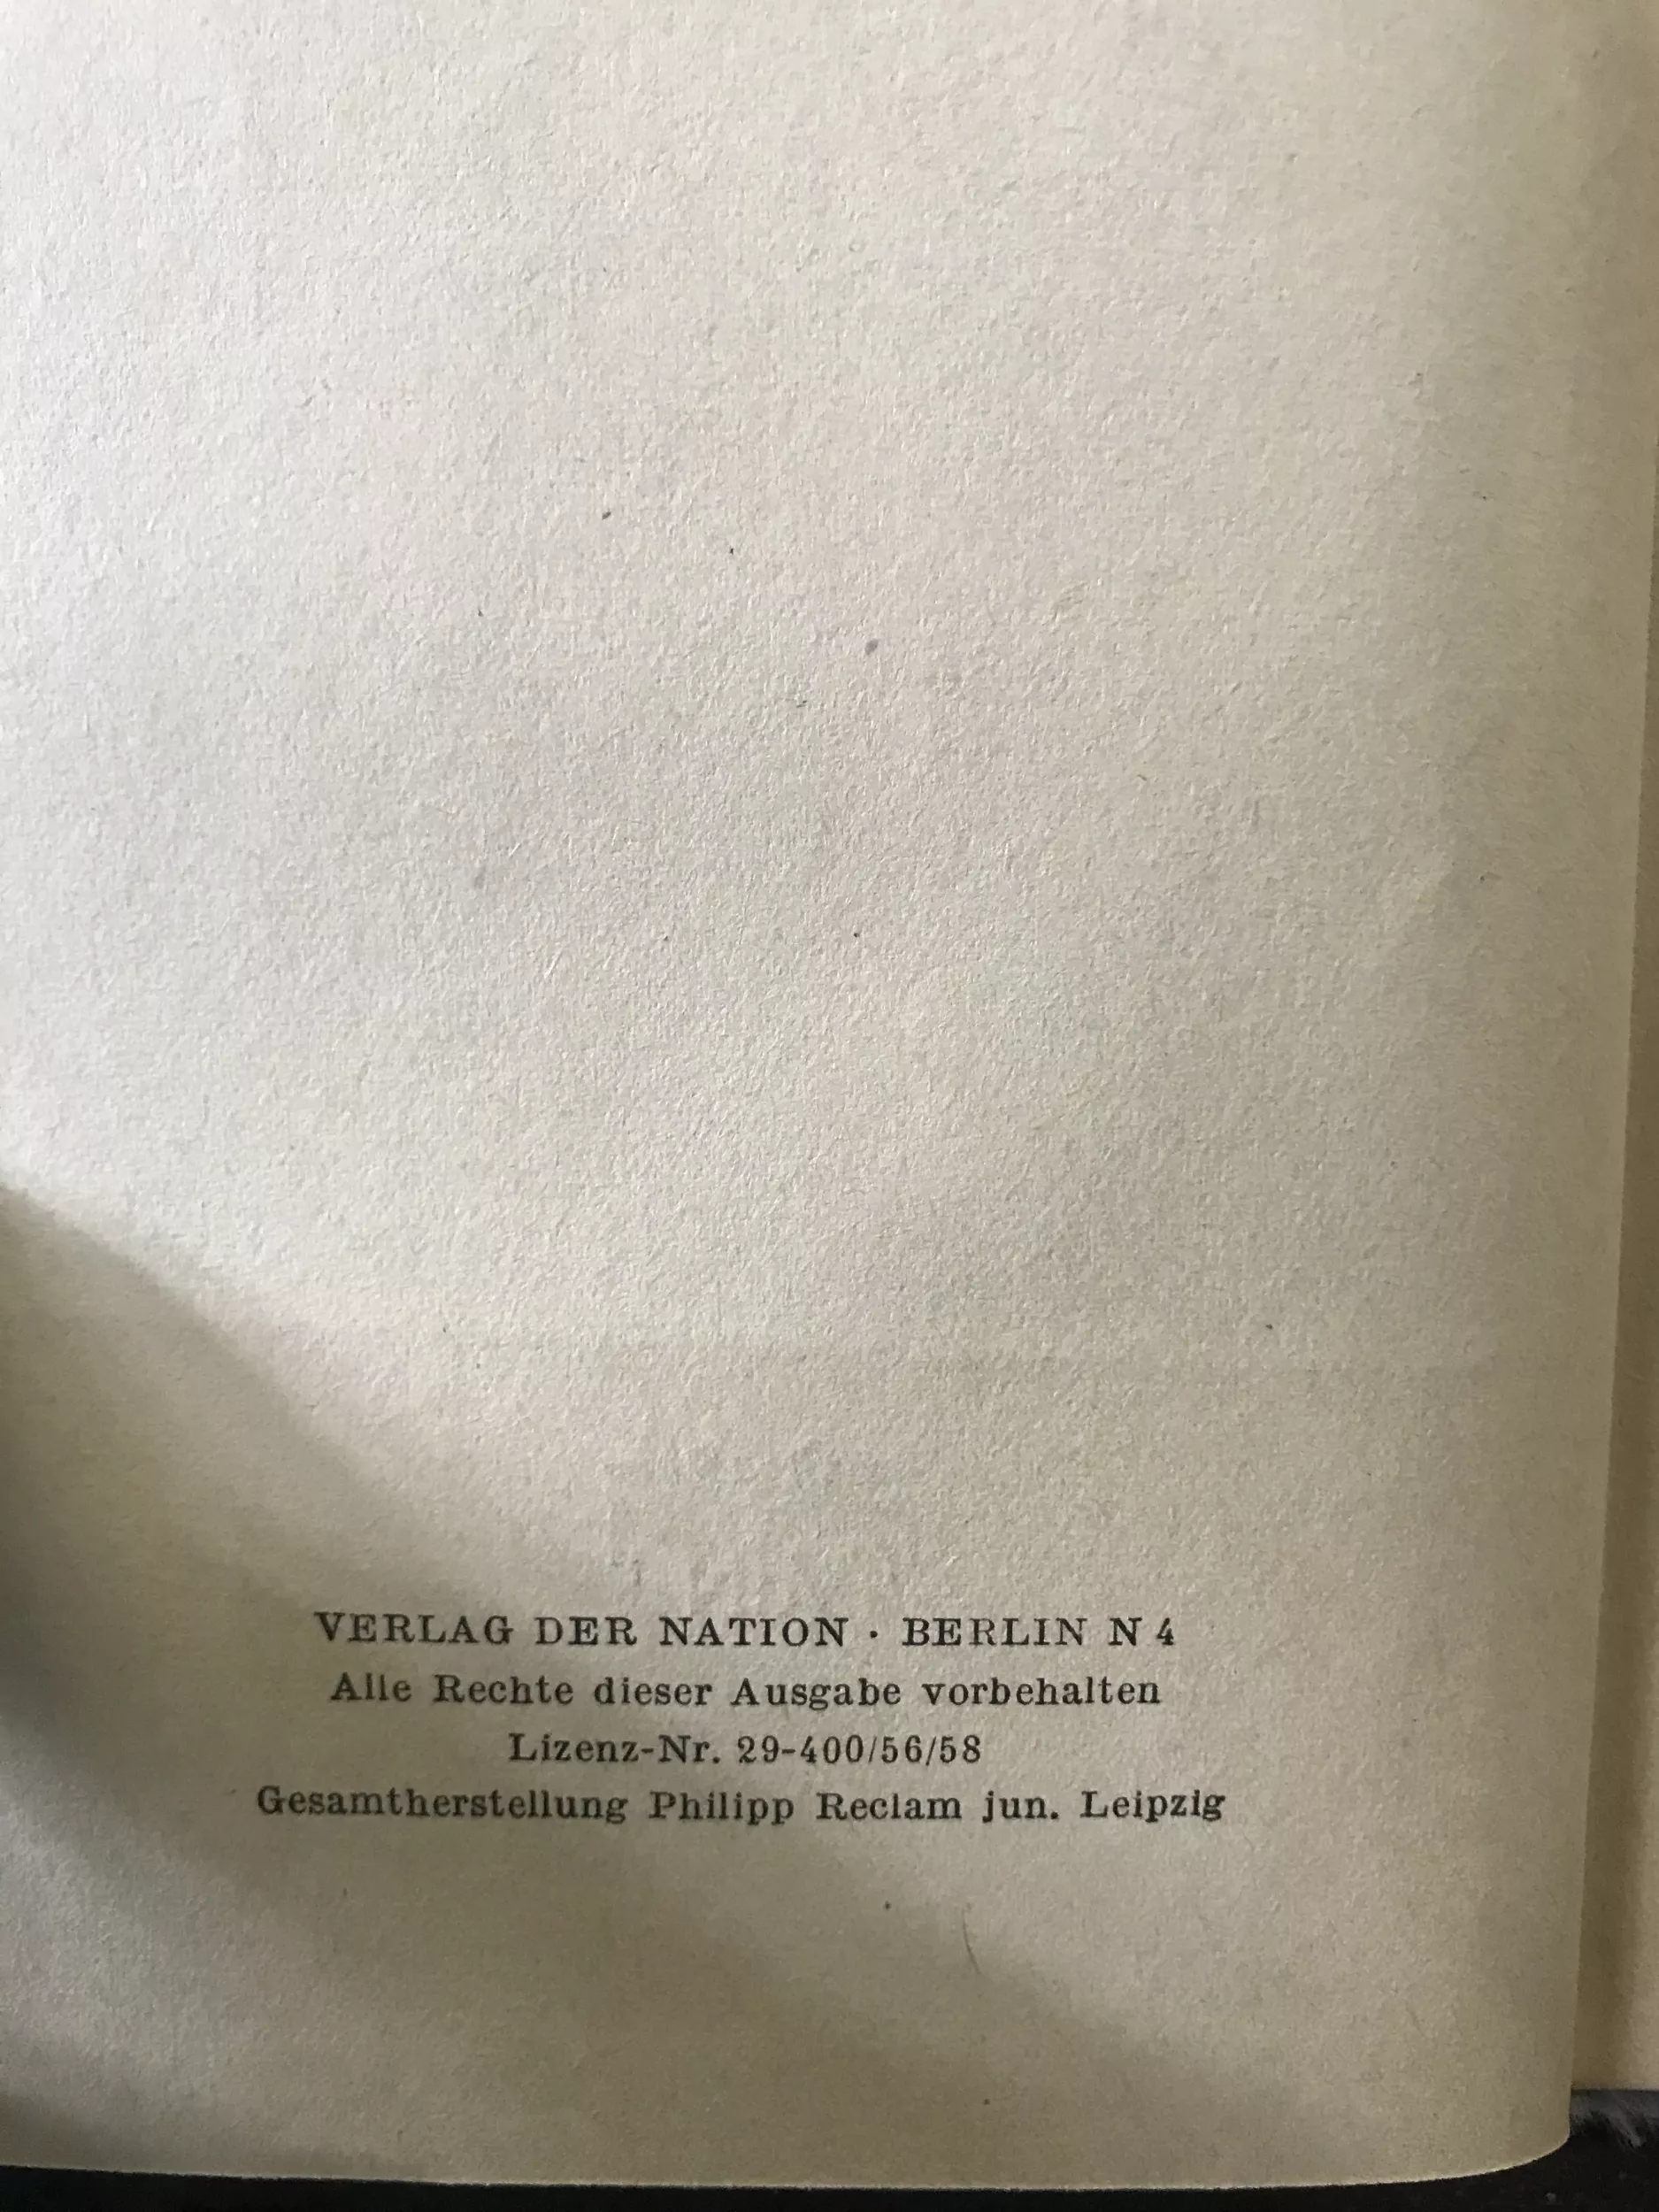 VERLAG DER NATION · BERLIN N 4
Alle Rechte dieser Ausgabe vorbehalten
Lizenz-Nr. 29-400/56/58
Gesamtherstellung Philipp Reclam jun. Leipzig